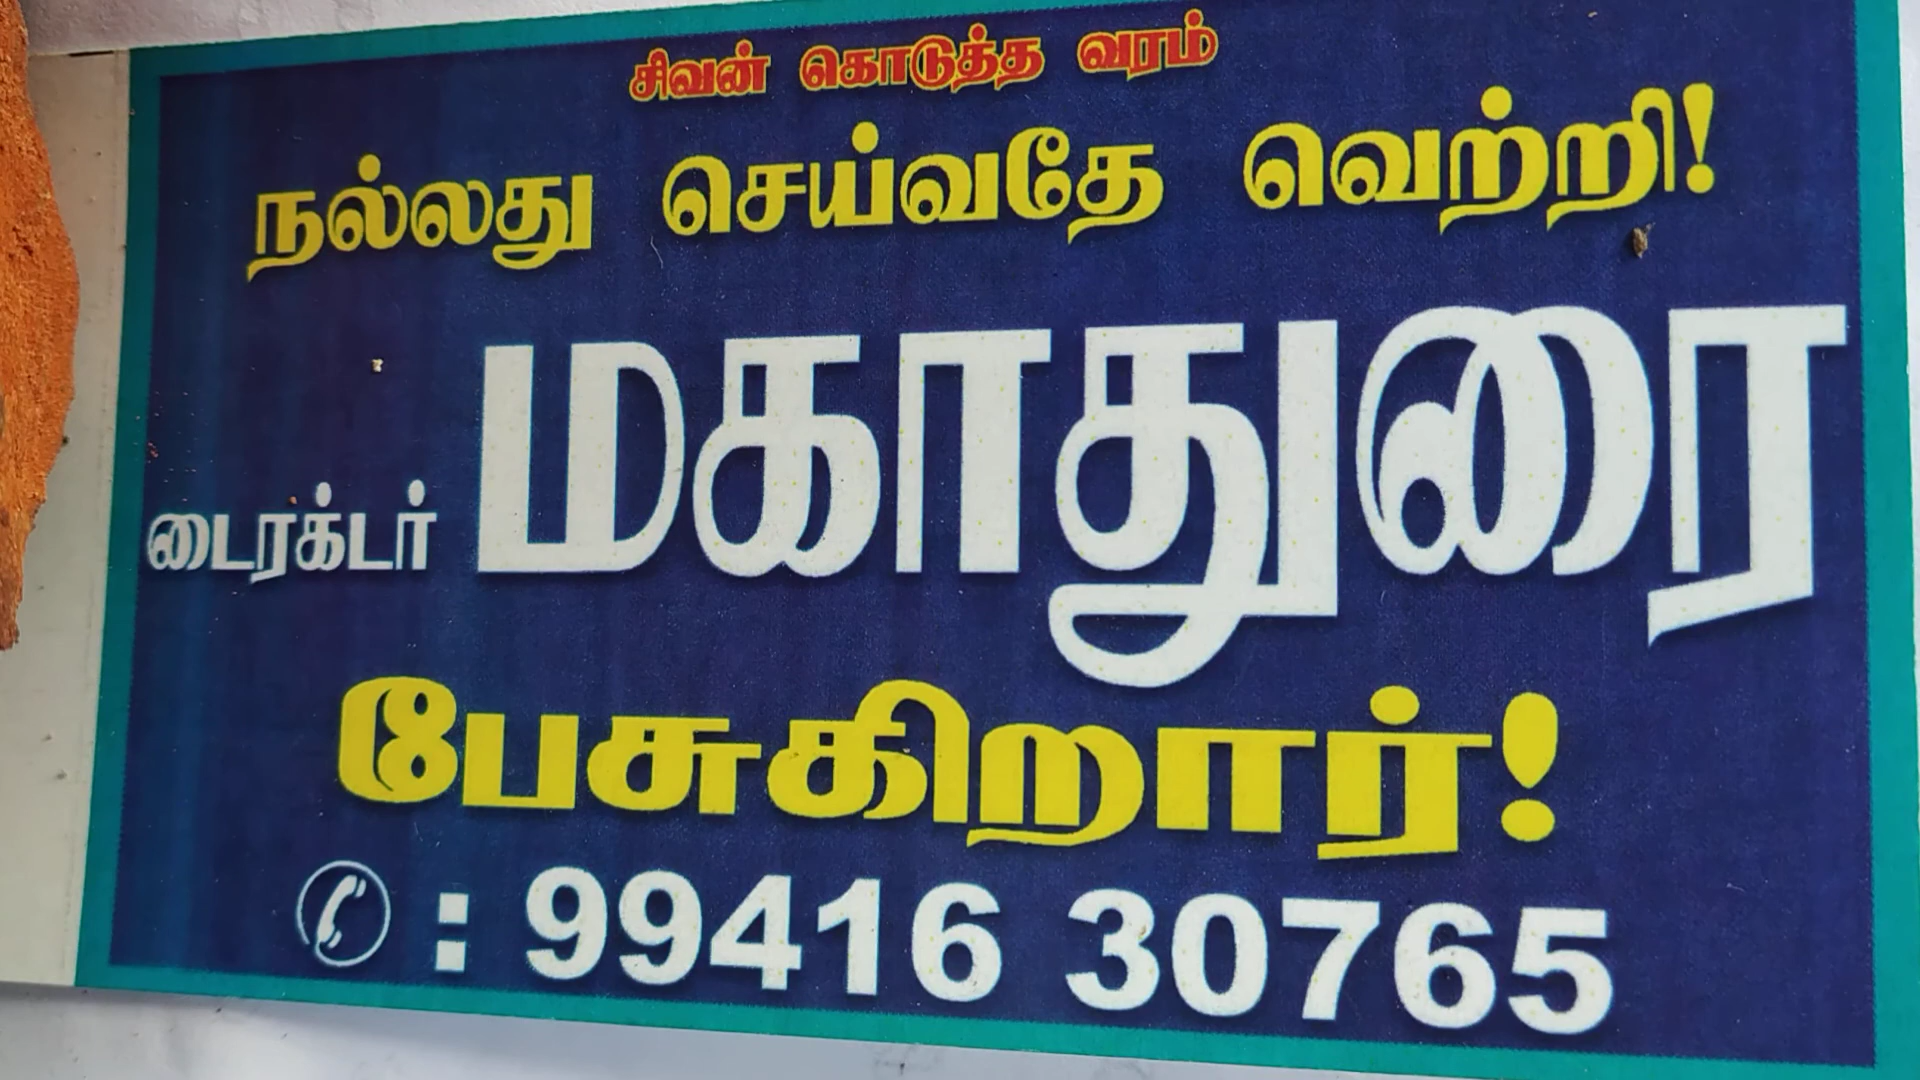 சிவன் கொடுத்த வரம்
நல்லது செய்வதே வெற்றி!
டைரக்டர் மகாதுரை
பேசுகிறார்!
: 99416 30765